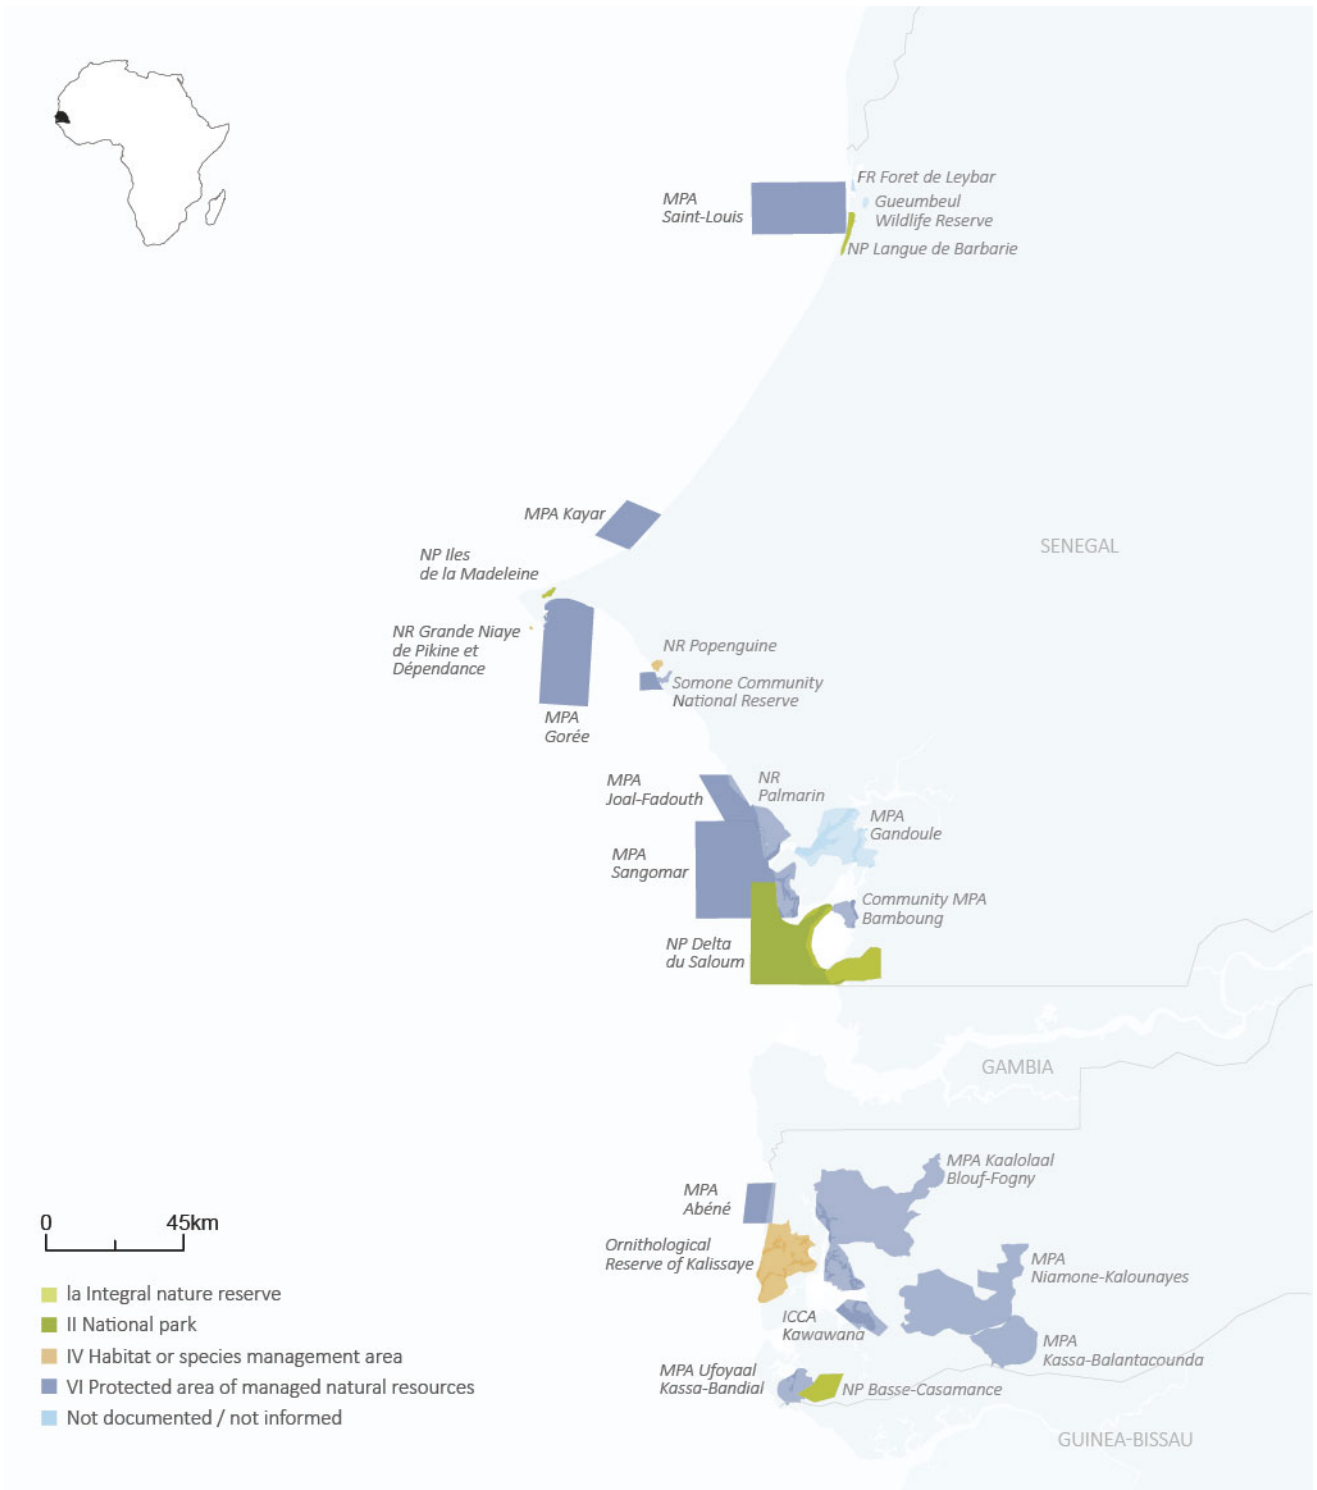 FR Foret de Leybar
MPA
Saint-Louis
Gueumbeul
Wildlife Reserve
NP Langue de Barbarie
MPA Kayar
SENEGAL
NP Iles
de la Madeleine
NR Grande Niaye
de Pikine et
Dépendance
NR Popenguine
Somone Community
National Reserve
MPA
Gorée
MPA
Joal-Fadouth
NR
Palmarin
MPA
Gandoule
MPA
Sangomar
Community MPA
Bamboung
NP Delta
du Saloum
GAMBIA
MPA Kaalolaal
Blouf-Fogny
MPA
Abéné
Ornithological
Reserve of Kalissaye
MPA
Niamone-Kalounayes
ICCA
Kawawana
MPA
Kassa-Balantacounda
MPA Ufoyaal
Kassa-Bandial
NP Basse-Casamance
GUINEA-BISSAU
0 45km
Ia Integral nature reserve
II National park
IV Habitat or species management area
VI Protected area of managed natural resources
Not documented / not informed